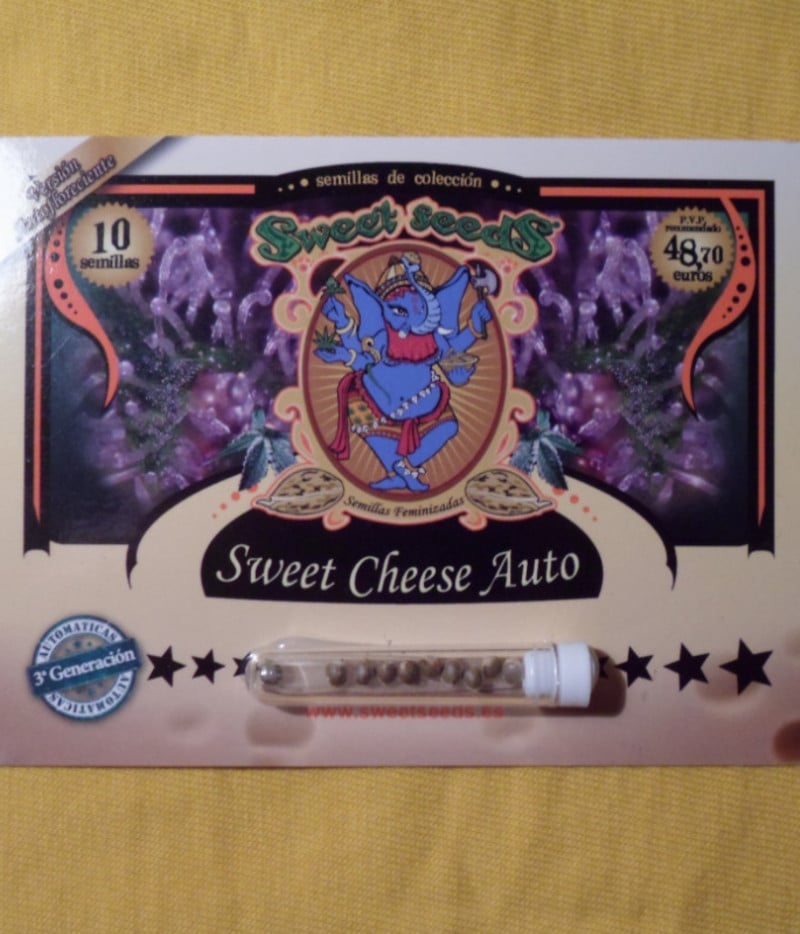 Versión
Autofloreciente
semillas de colección
Sweet Seeds®
10
semillas
P.V.P.
recomendado
48,70
euros
Semillas Feminizadas
Sweet Cheese Auto
AUTOMATICAS
3ª Generación
AUTOMATICAS
www.sweetseeds.es